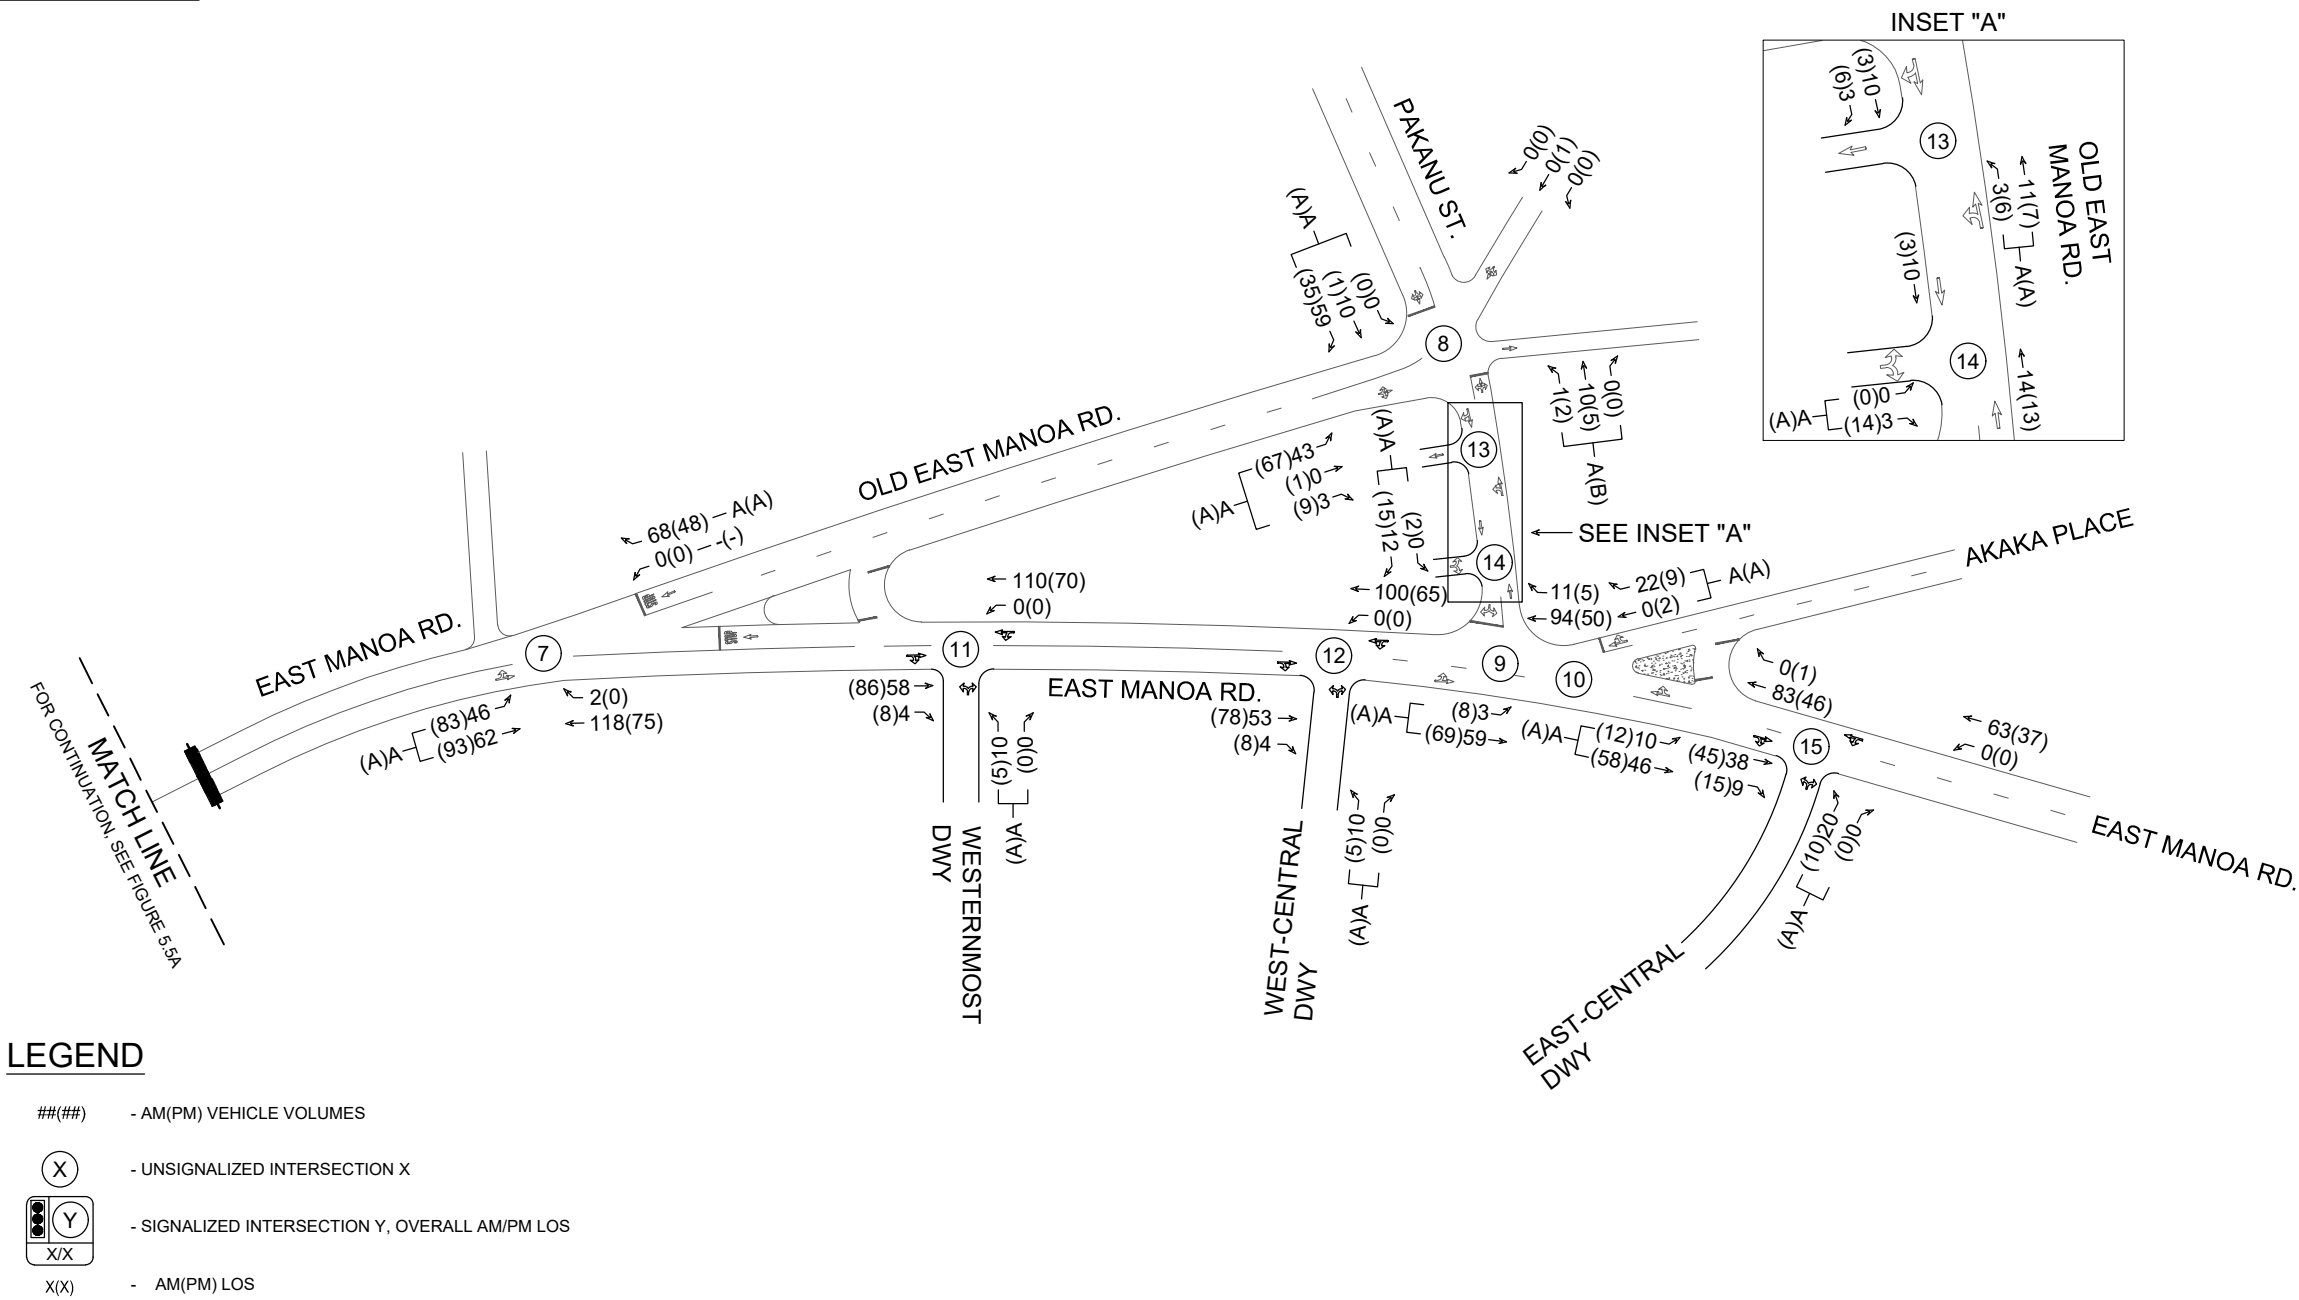 INSET "A"
(3)10
(6)3
13
11(7)
3(6)
A(A)
OLD EAST
MANOA RD.
(3)10
14
14(13)
(0)0
(14)3
(A)A
PAKANU ST.
0(0)
0(1)
0(0)
(A)A
(0)0
(1)10
(35)59
8
0(0)
10(5)
1(2)
A(B)
OLD EAST MANOA RD.
(67)43
(1)0
(9)3
(A)A
(A)A
(2)0
(15)12
13
14
SEE INSET "A"
AKAKA PLACE
68(48) – A(A)
0(0) – -(-)
STOP
STOP
110(70)
0(0)
100(65)
0(0)
11(5)
94(50)
22(9)
0(2)
A(A)
EAST MANOA RD.
7
11
12
9
10
15
2(0)
118(75)
(83)46
(93)62
(A)A
(86)58
(8)4
EAST MANOA RD.
(78)53
(8)4
(8)3
(69)59
(A)A
(12)10
(58)46
(A)A
(45)38
(15)9
0(1)
83(46)
63(37)
0(0)
EAST MANOA RD.
(5)10
(0)0
(A)A
(5)10
(0)0
(A)A
(10)20
(0)0
(A)A
MATCH LINE
FOR CONTINUATION, SEE FIGURE 5.5A
WESTERNMOST
DWY
WEST-CENTRAL
DWY
EAST-CENTRAL
DWY
LEGEND
##(##) - AM(PM) VEHICLE VOLUMES
X - UNSIGNALIZED INTERSECTION X
Y - SIGNALIZED INTERSECTION Y, OVERALL AM/PM LOS
X/X
X(X) - AM(PM) LOS